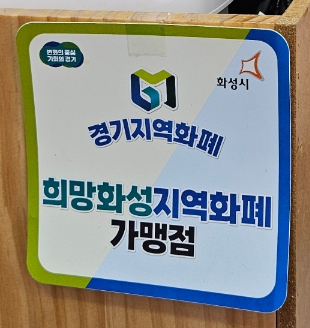 변화의 중심
기회의 경기
화성시
경기지역화폐
희망화성지역화폐
가맹점